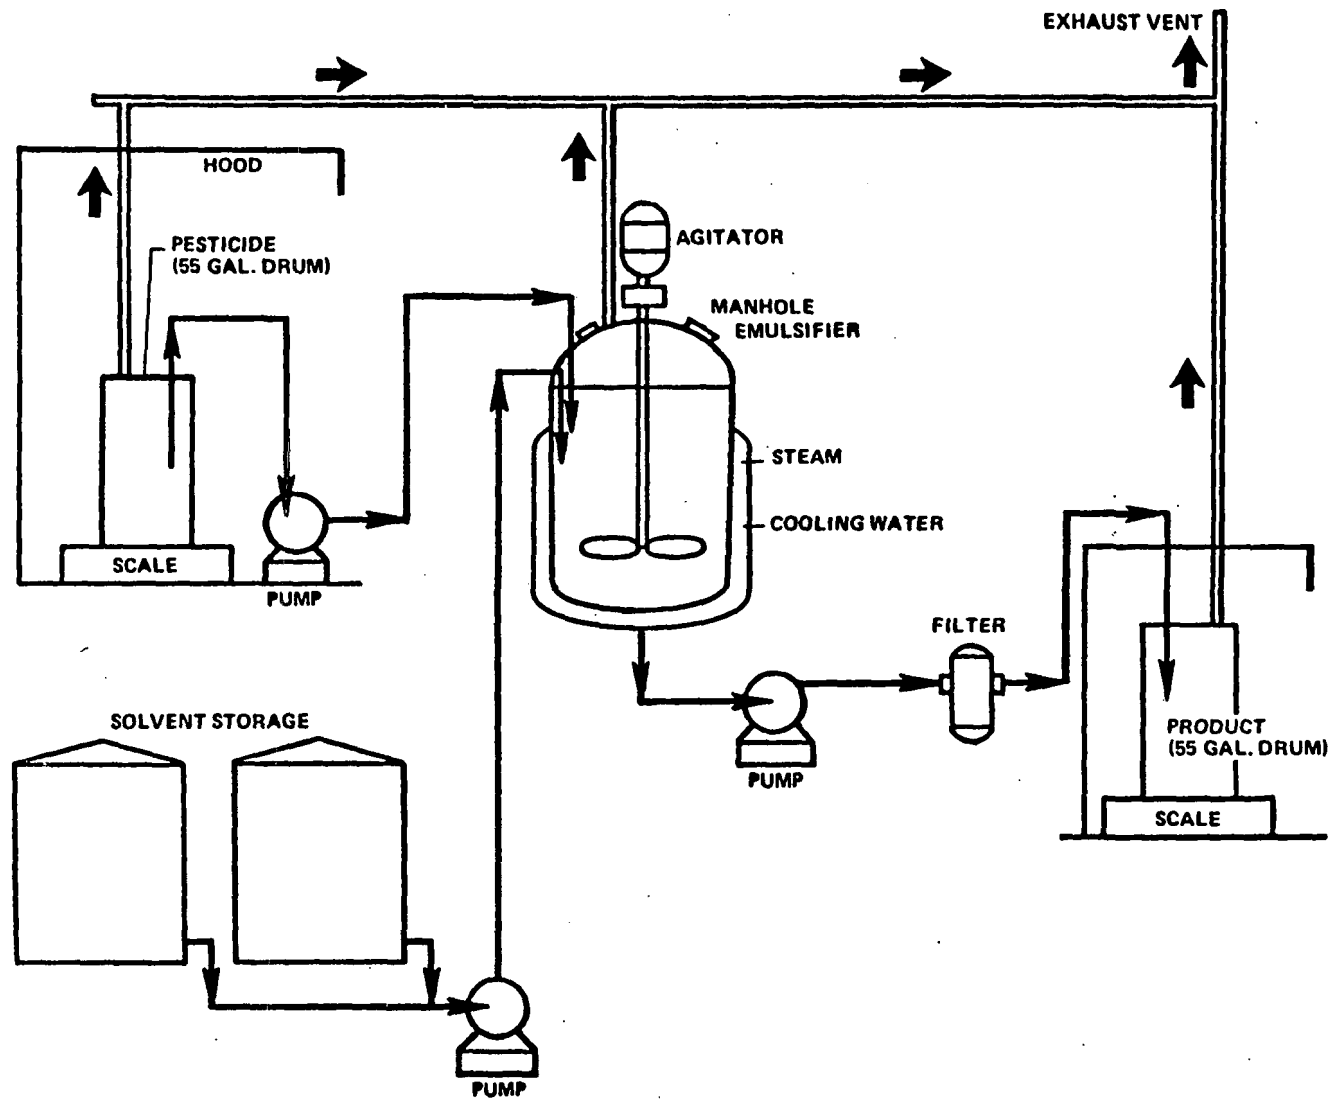 EXHAUST VENT
HOOD
PESTICIDE
(55 GAL. DRUM)
AGITATOR
MANHOLE
EMULSIFIER
STEAM
COOLING WATER
SCALE
PUMP
FILTER
PRODUCT
(55 GAL. DRUM)
PUMP
SCALE
SOLVENT STORAGE
PUMP